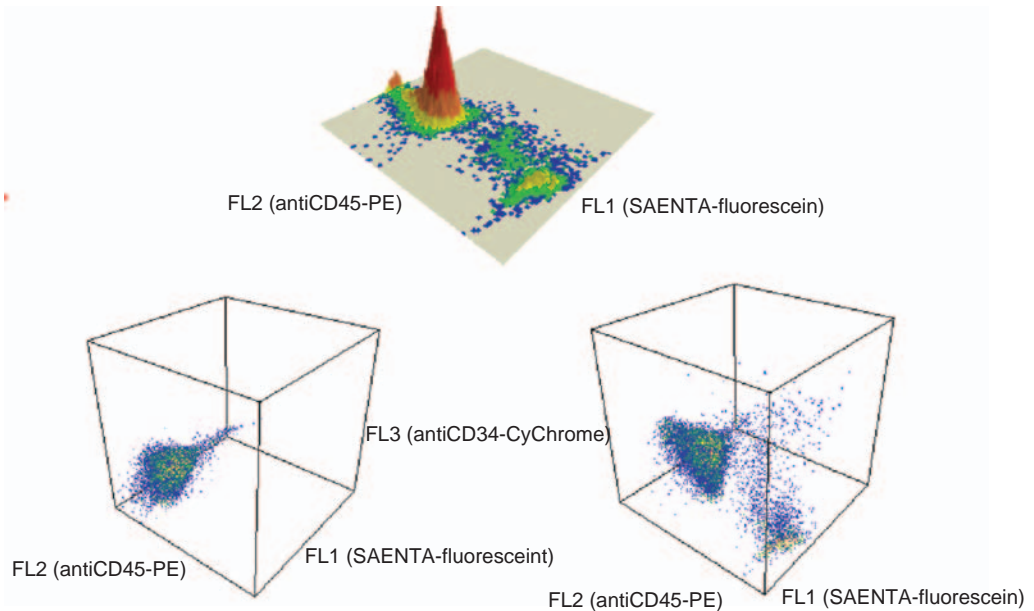 FL2 (antiCD45-PE)
FL1 (SAENTA-fluorescein)
FL3 (antiCD34-CyChrome)
FL2 (antiCD45-PE)
FL1 (SAENTA-fluoresceint)
FL2 (antiCD45-PE)
FL1 (SAENTA-fluorescein)